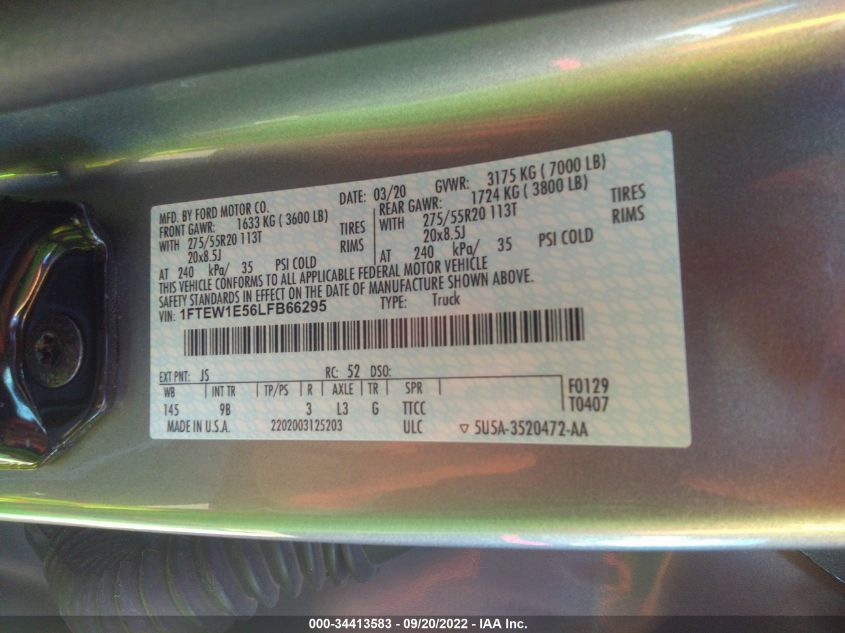 MFD. BY FORD MOTOR CO. DATE: 03/20 GVWR: 3175 KG ( 7000 LB)
FRONT GAWR: 1633 KG ( 3600 LB) REAR GAWR: 1724 KG ( 3800 LB)
WITH 275/55R20 113T TIRES WITH 275/55R20 113T TIRES
20x8.5J RIMS 20x8.5J RIMS
AT 240 kPa/ 35 PSI COLD AT 240 kPa/ 35 PSI COLD
THIS VEHICLE CONFORMS TO ALL APPLICABLE FEDERAL MOTOR VEHICLE
SAFETY STANDARDS IN EFFECT ON THE DATE OF MANUFACTURE SHOWN ABOVE.
VIN: 1FTEW1E56LFB66295 TYPE: Truck
EXT PNT: JS RC: 52 DSO:
WB INT TR TP/PS R AXLE TR SPR F0129
145 9B 3 L3 G TTCC T0407
MADE IN U.S.A. 2202003125203 ULC ▽ 5U5A-3520472-AA
000-34413583 - 09/20/2022 - IAA Inc.